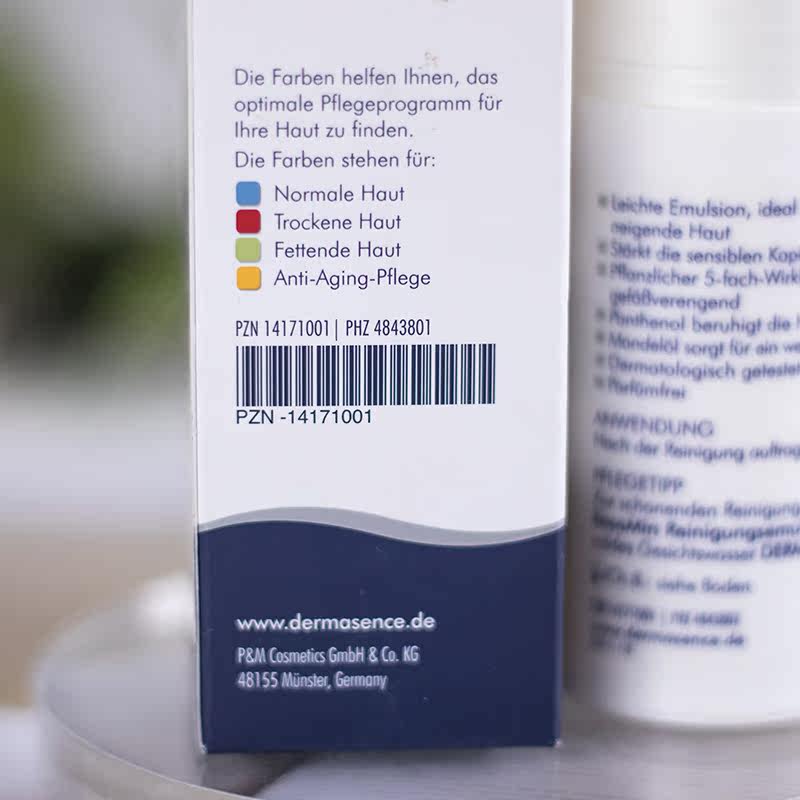 Die Farben helfen Ihnen, das
optimale Pflegeprogramm für
Ihre Haut zu finden.
Die Farben stehen für:
Normale Haut
Trockene Haut
Fettende Haut
Anti-Aging-Pflege
PZN 14171001 | PHZ 4843801
PZN -14171001
www.dermasence.de
P&M Cosmetics GmbH & Co. KG
48155 Münster, Germany
Leichte Emulsion, ideal
neigende Haut
Stärkt die sensiblen
Pflanzlicher 5-fach-
gefäßverengend
Panthenol beruhigt die
Mandelöl sorgt für ein
Dermatologisch
Parfümfrei
ANWENDUNG
Nach der Reinigung
PFLEGETIPP
schonenden
siehe Boden
www.dermasence.de